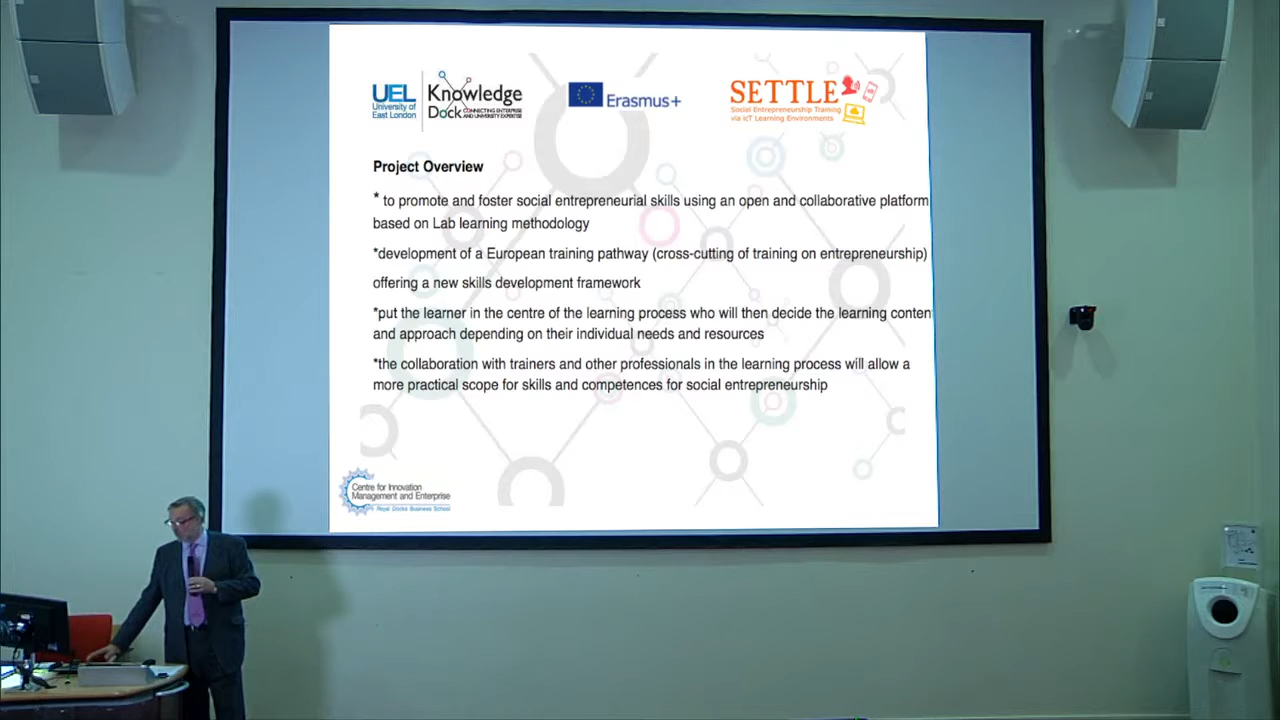 UEL
University of
East London
Knowledge
Dock CONNECTING ENTERPRISE
AND UNIVERSITY EXPERTISE
Erasmus+
SETTLE
Social Entrepreneurship Training
via icT Learning Environments
Project Overview
* to promote and foster social entrepreneurial skills using an open and collaborative platform
based on Lab learning methodology
*development of a European training pathway (cross-cutting of training on entrepreneurship)
offering a new skills development framework
*put the learner in the centre of the learning process who will then decide the learning conten
and approach depending on their individual needs and resources
*the collaboration with trainers and other professionals in the learning process will allow a
more practical scope for skills and competences for social entrepreneurship
Centre for Innovation
Management and Enterprise
Royal Docks Business School